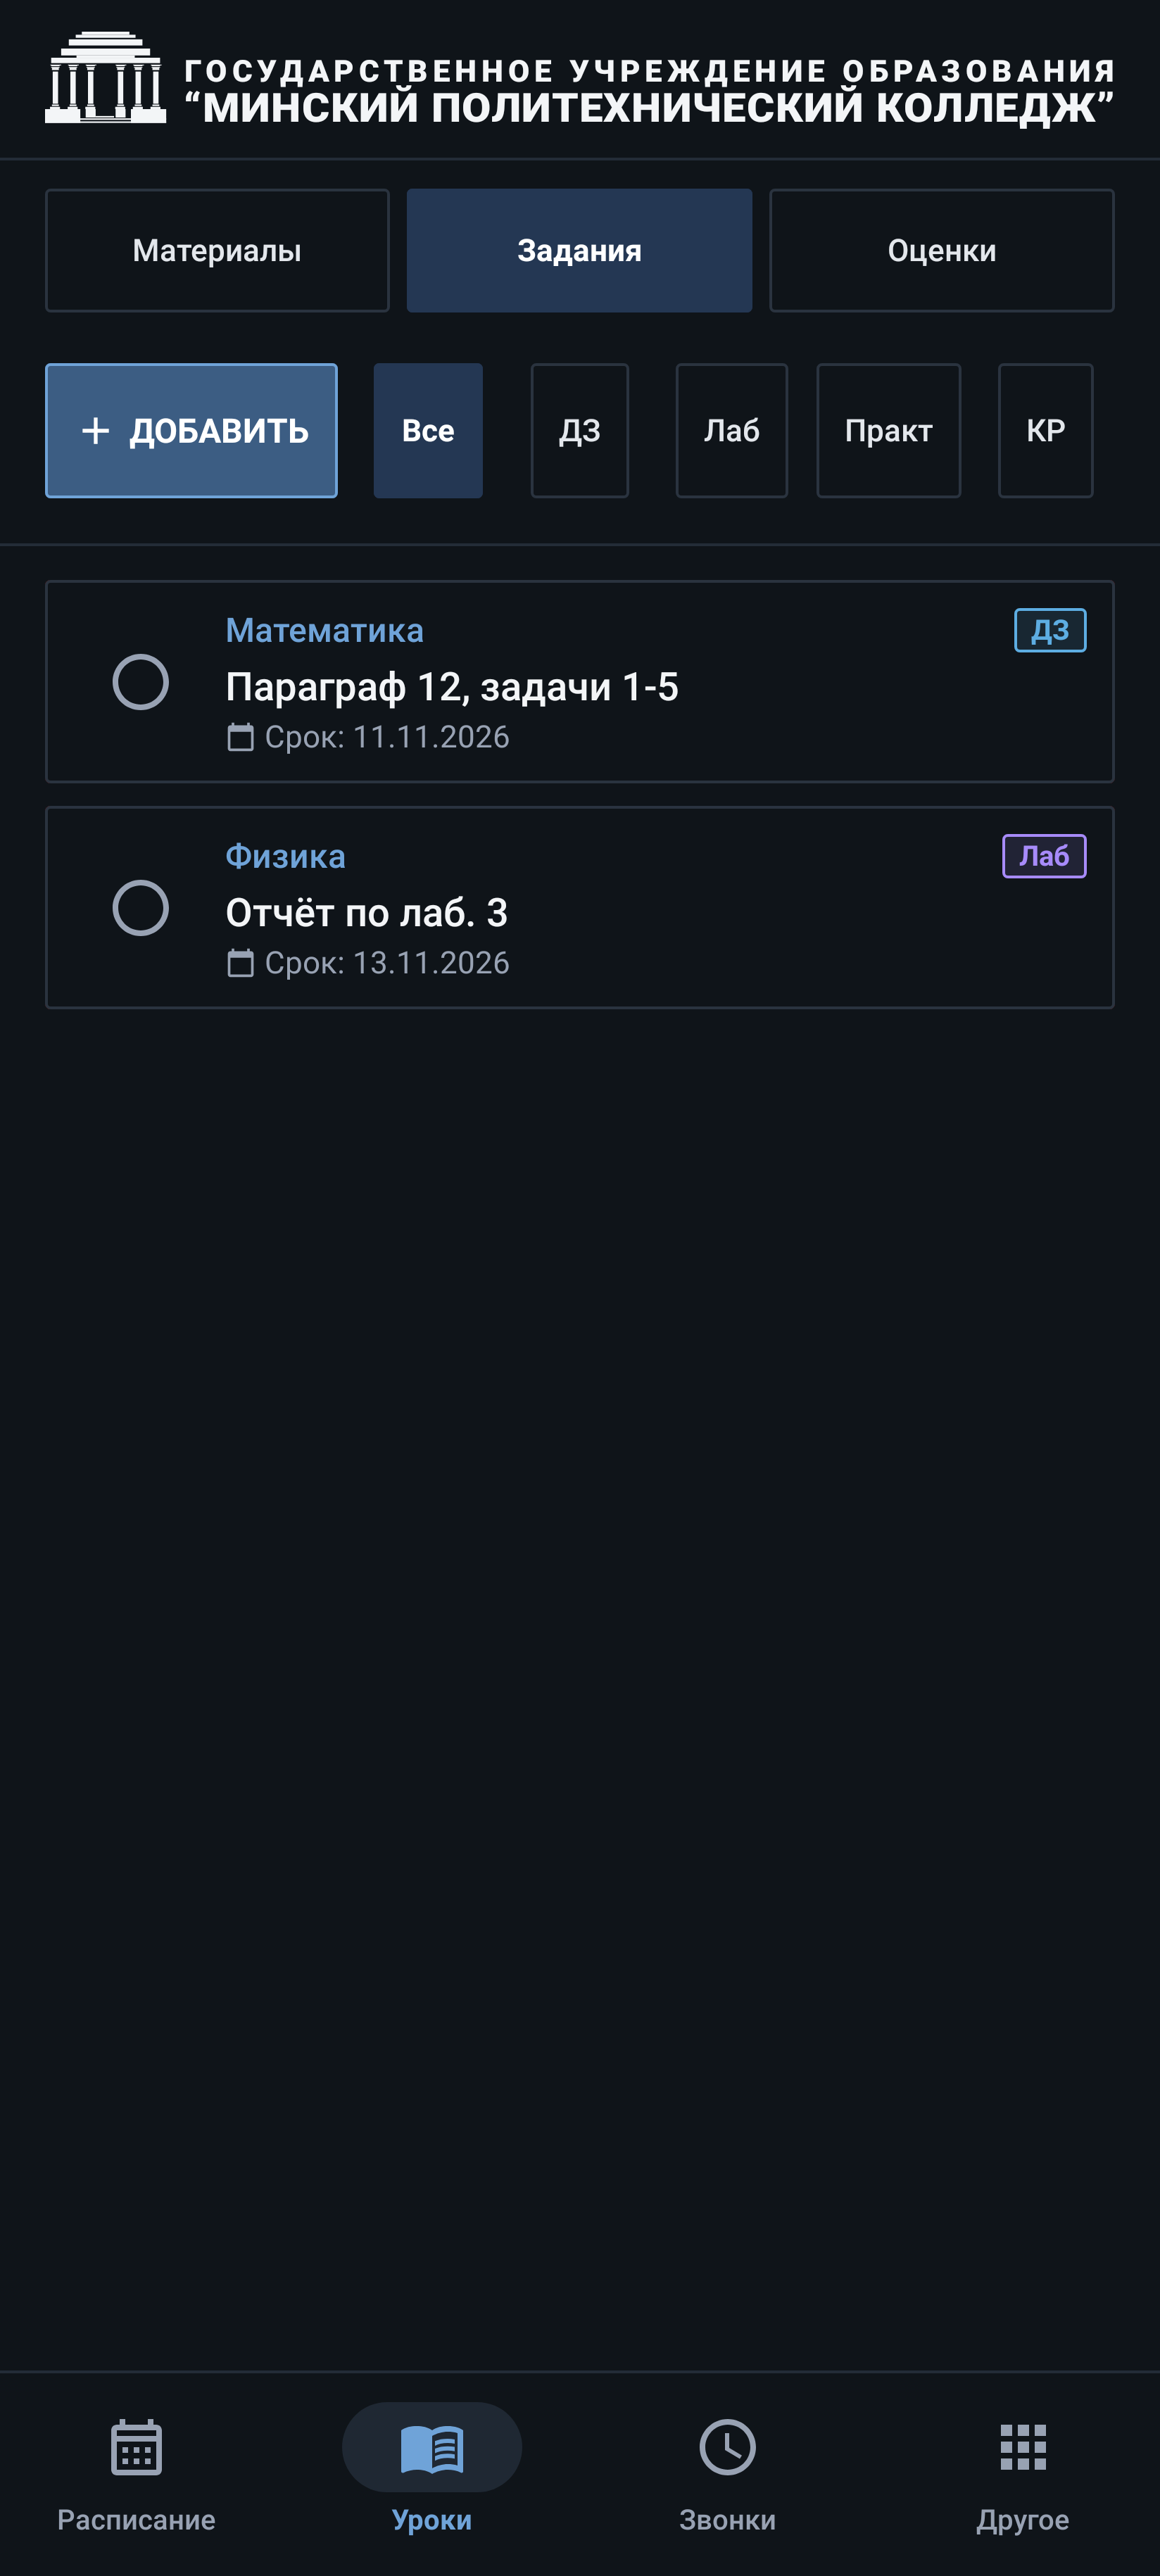 ГОСУДАРСТВЕННОЕ УЧРЕЖДЕНИЕ ОБРАЗОВАНИЯ
“МИНСКИЙ ПОЛИТЕХНИЧЕСКИЙ КОЛЛЕДЖ”
Материалы Задания Оценки
+ ДОБАВИТЬ Все ДЗ Лаб Практ КР
Математика ДЗ
Параграф 12, задачи 1-5
Срок: 11.11.2026
Физика Лаб
Отчёт по лаб. 3
Срок: 13.11.2026
Расписание Уроки Звонки Другое